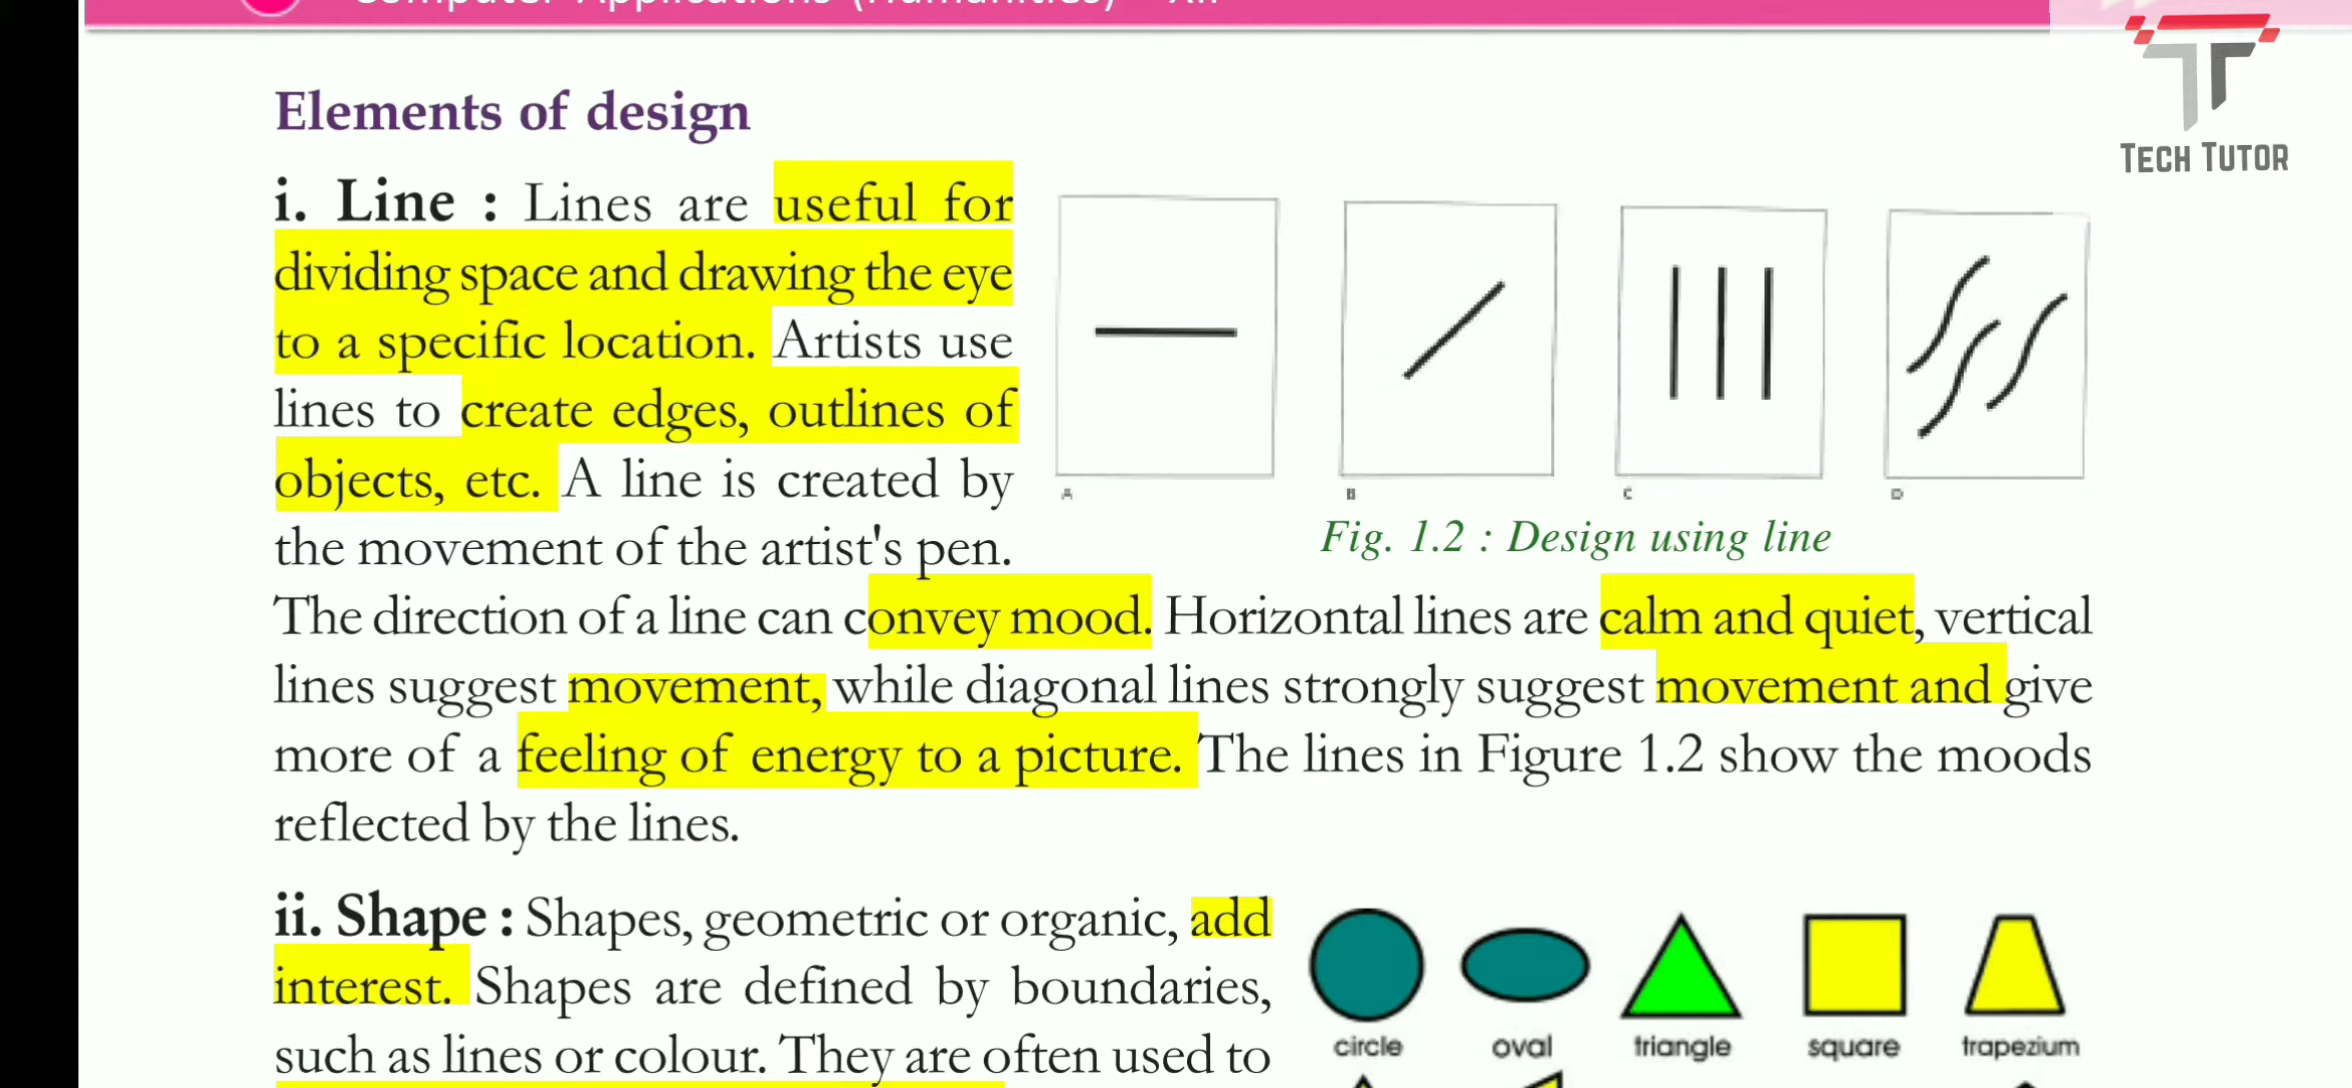 Computer Applications (Humanities) - XII
TECH TUTOR
Elements of design
i. Line : Lines are useful for
dividing space and drawing the eye
to a specific location. Artists use
lines to create edges, outlines of
objects, etc. A line is created by
the movement of the artist's pen.
A B C D
Fig. 1.2 : Design using line
The direction of a line can convey mood. Horizontal lines are calm and quiet, vertical
lines suggest movement, while diagonal lines strongly suggest movement and give
more of a feeling of energy to a picture. The lines in Figure 1.2 show the moods
reflected by the lines.
ii. Shape : Shapes, geometric or organic, add
interest. Shapes are defined by boundaries,
such as lines or colour. They are often used to
circle oval triangle square trapezium